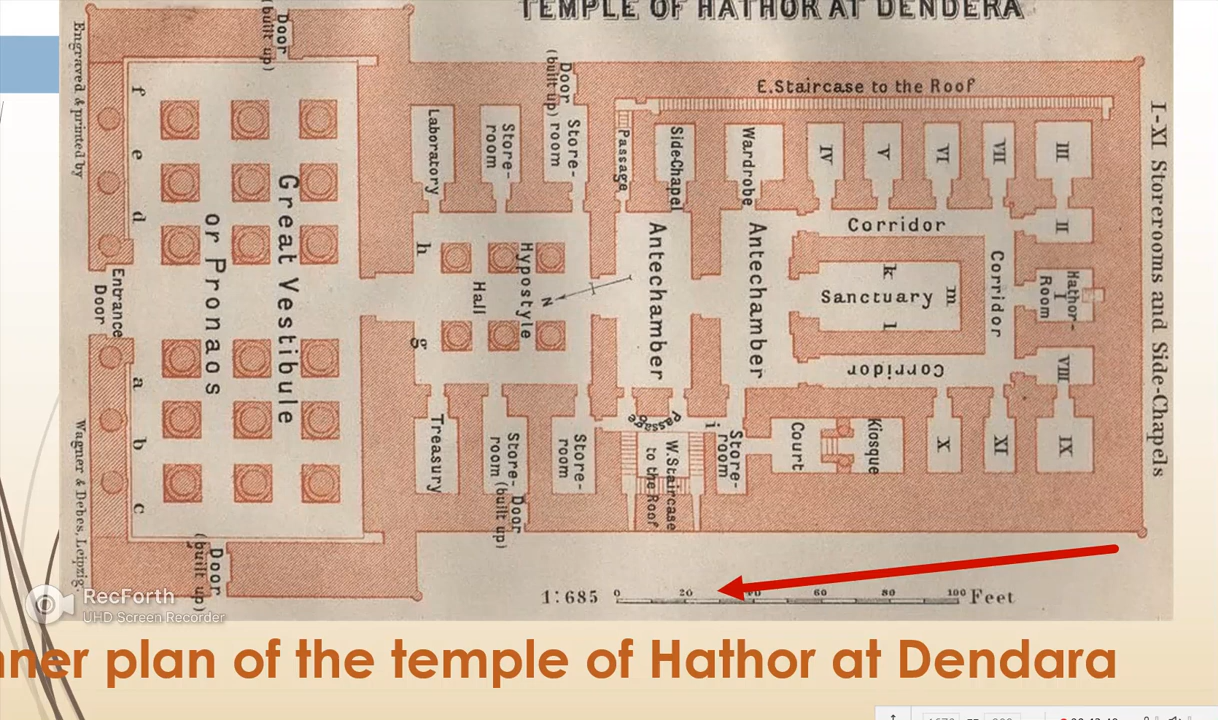 TEMPLE OF HATHOR AT DENDERA
Engraved & printed by
Wagner & Debes, Leipzig.
I-XI Storerooms and Side-Chapels
Door
(built up)
Door
(built up)
E. Staircase to the Roof
f
e
d
a
b
c
Entrance
Door
Great Vestibule
or Pronaos
Door
(built up)
Laboratory
Store-
room
Store-
room
Passage
Side-Chapel
Wardrobe
IV
V
VI
VII
III
II
h
g
Hypostyle
Hall
N
Antechamber
Antechamber
Corridor
Corridor
Corridor
k
Sanctuary
m
l
Hathor-
I
Room
VIII
Treasury
Store-
room
Door
(built up)
Store-
room
Passage
i
W. Staircase
to the Roof
Store-
room
Court
Kiosque
X
XI
IX
1:685 0 20 40 60 80 100 Feet
RecForth
UHD Screen Recorder
nner plan of the temple of Hathor at Dendara